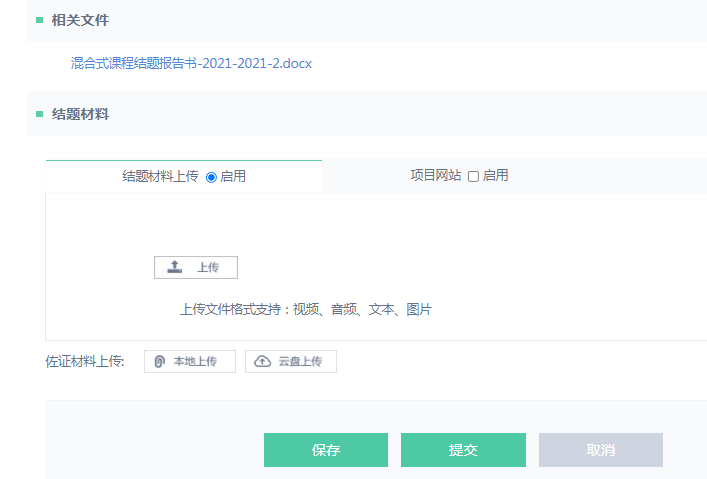 相关文件
混合式课程结题报告书-2021-2021-2.docx
结题材料
结题材料上传 启用 项目网站 启用
上传
上传文件格式支持：视频、音频、文本、图片
佐证材料上传: 本地上传 云盘上传
保存 提交 取消